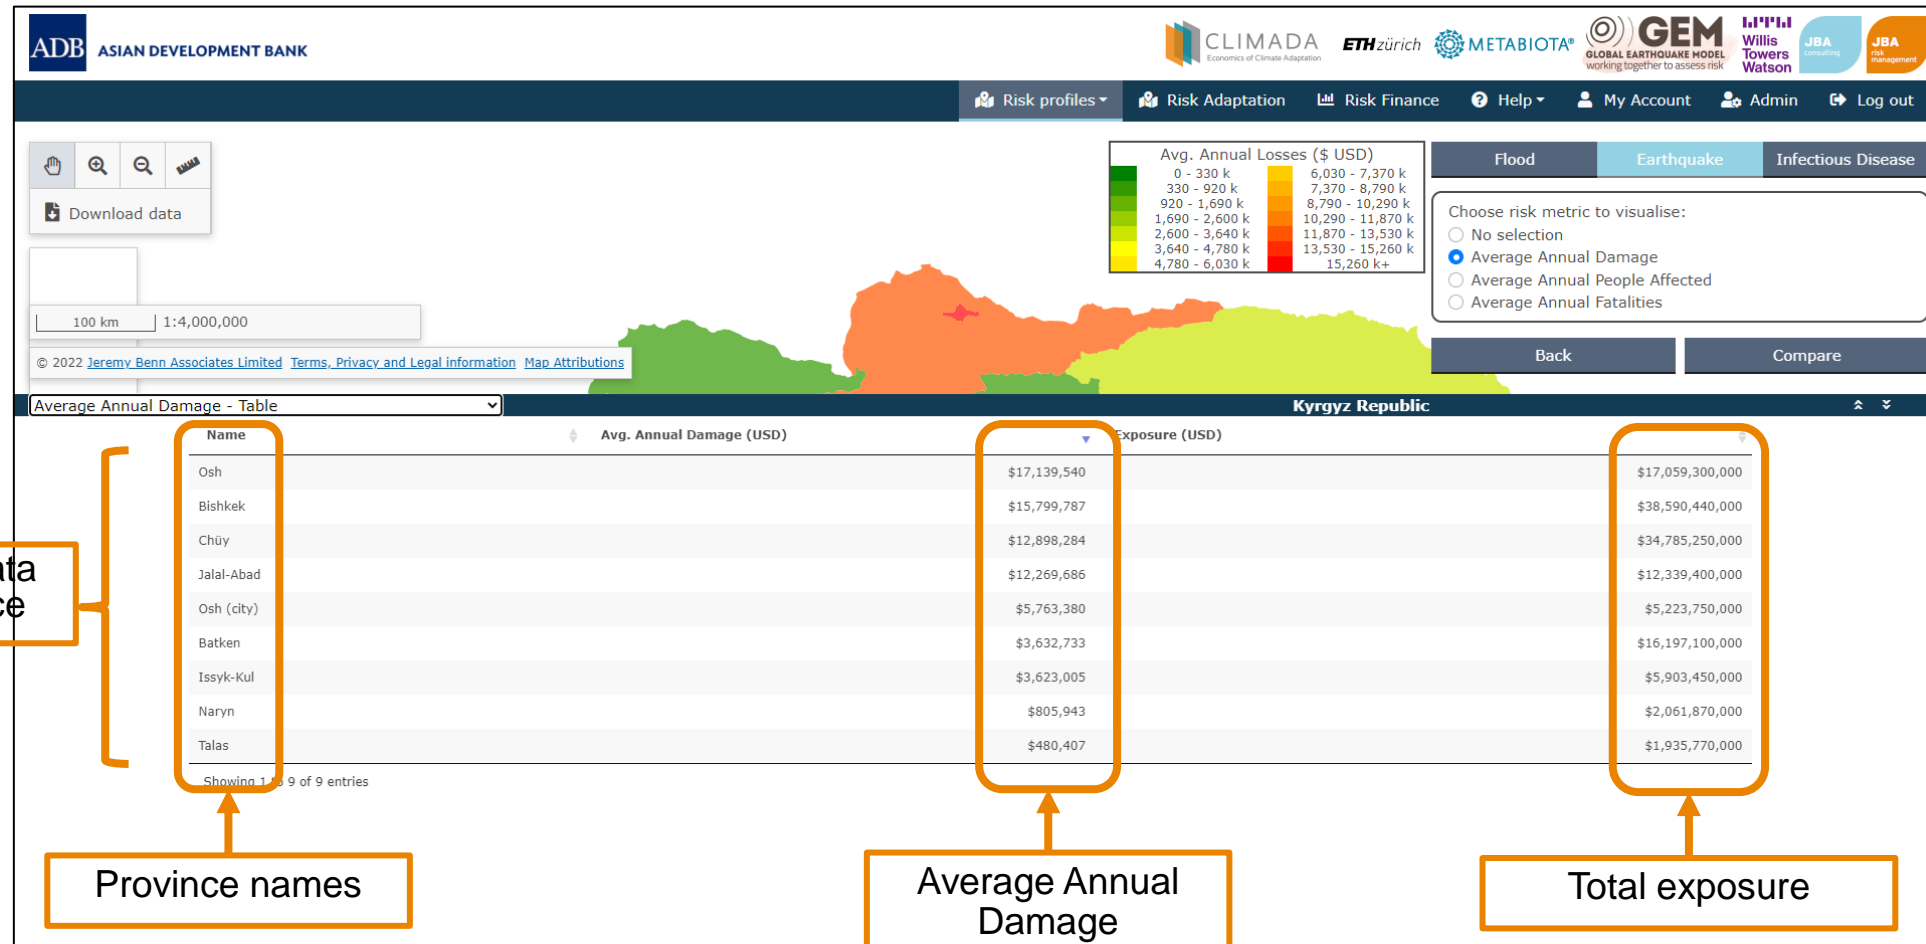 ADB ASIAN DEVELOPMENT BANK
CLIMADA
Economics of Climate Adaptation
ETH zürich
METABIOTA®
GEM
GLOBAL EARTHQUAKE MODEL
working together to assess risk
Willis
Towers
Watson
JBA
consulting
JBA
risk
management
Risk profiles
Risk Adaptation
Risk Finance
Help
My Account
Admin
Log out
Download data
100 km 1:4,000,000
© 2022 Jeremy Benn Associates Limited Terms, Privacy and Legal information Map Attributions
Avg. Annual Losses ($ USD)
0 - 330 k 6,030 - 7,370 k
330 - 920 k 7,370 - 8,790 k
920 - 1,690 k 8,790 - 10,290 k
1,690 - 2,600 k 10,290 - 11,870 k
2,600 - 3,640 k 11,870 - 13,530 k
3,640 - 4,780 k 13,530 - 15,260 k
4,780 - 6,030 k 15,260 k+
Flood Earthquake Infectious Disease
Choose risk metric to visualise:
No selection
Average Annual Damage
Average Annual People Affected
Average Annual Fatalities
Back Compare
Average Annual Damage - Table
Kyrgyz Republic
Name Avg. Annual Damage (USD) Exposure (USD)
Osh $17,139,540 $17,059,300,000
Bishkek $15,799,787 $38,590,440,000
Chüy $12,898,284 $34,785,250,000
Jalal-Abad $12,269,686 $12,339,400,000
Osh (city) $5,763,380 $5,223,750,000
Batken $3,632,733 $16,197,100,000
Issyk-Kul $3,623,005 $5,903,450,000
Naryn $805,943 $2,061,870,000
Talas $480,407 $1,935,770,000
Showing 1 to 9 of 9 entries
Province names
Average Annual
Damage
Total exposure